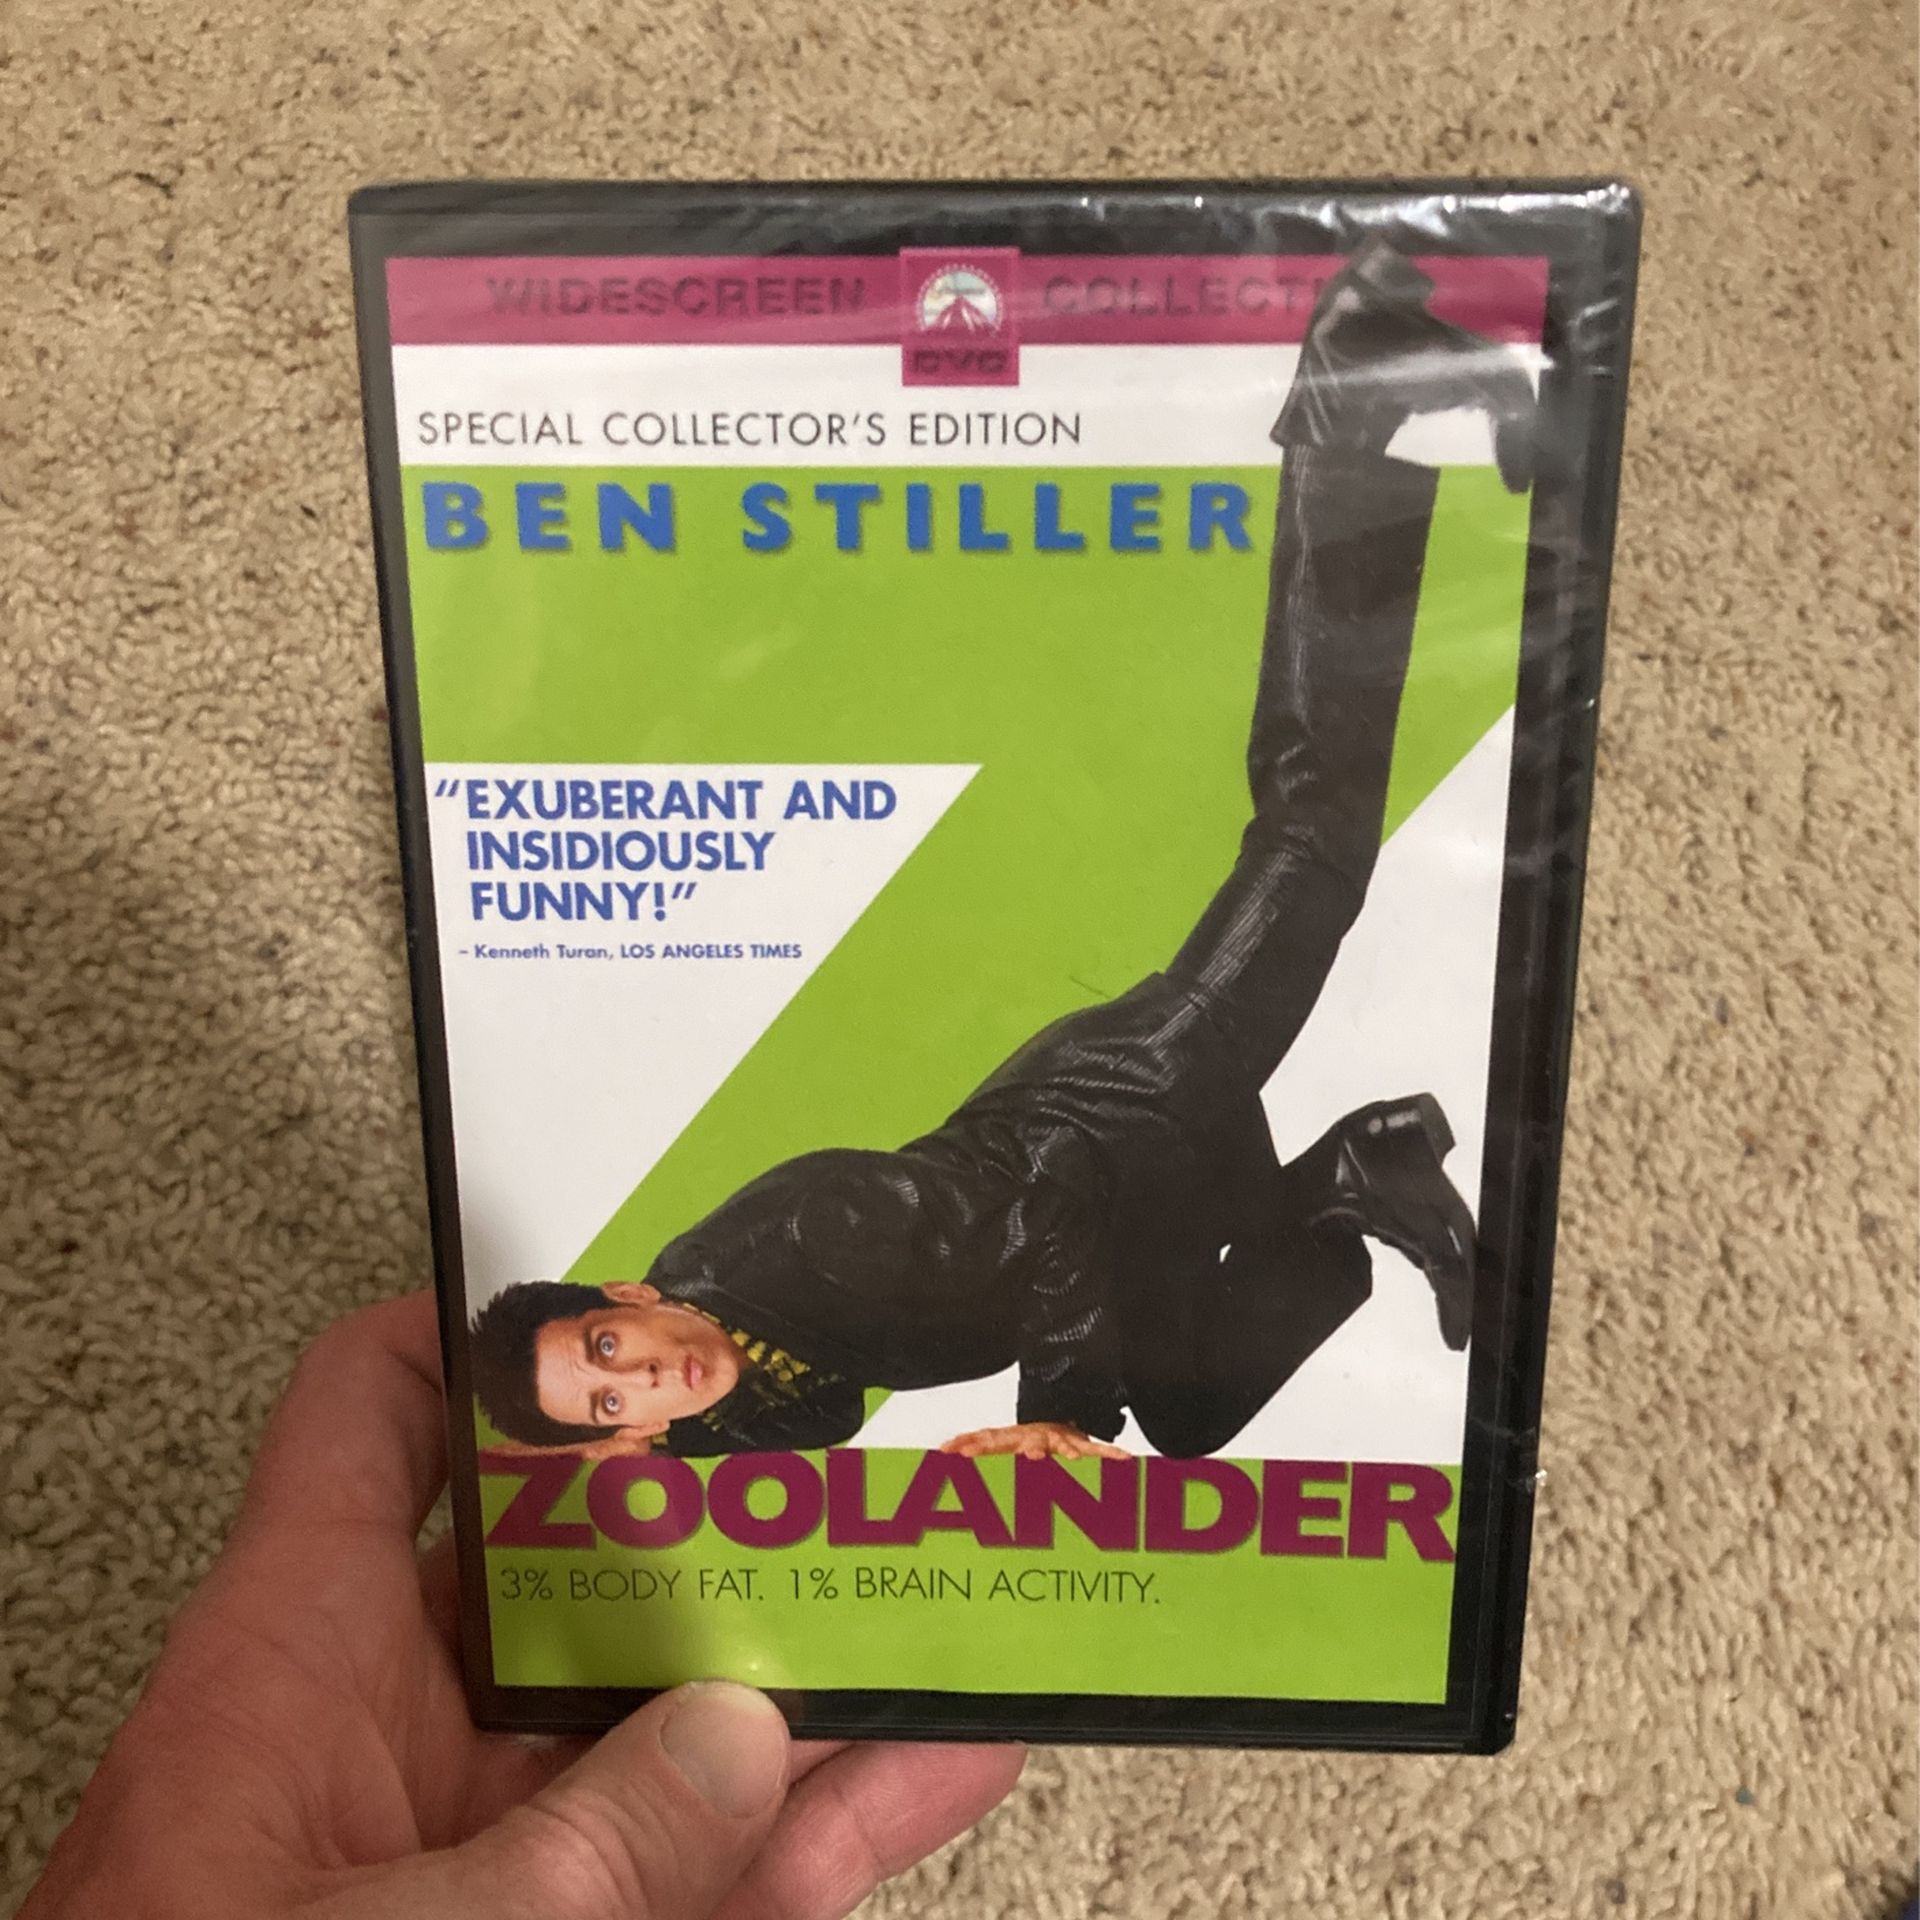 WIDESCREEN
DVD
SPECIAL COLLECTOR'S EDITION
BEN STILLER
"EXUBERANT AND
INSIDIOUSLY
FUNNY!"
– Kenneth Turan, LOS ANGELES TIMES
ZOOLANDER
3% BODY FAT. 1% BRAIN ACTIVITY.